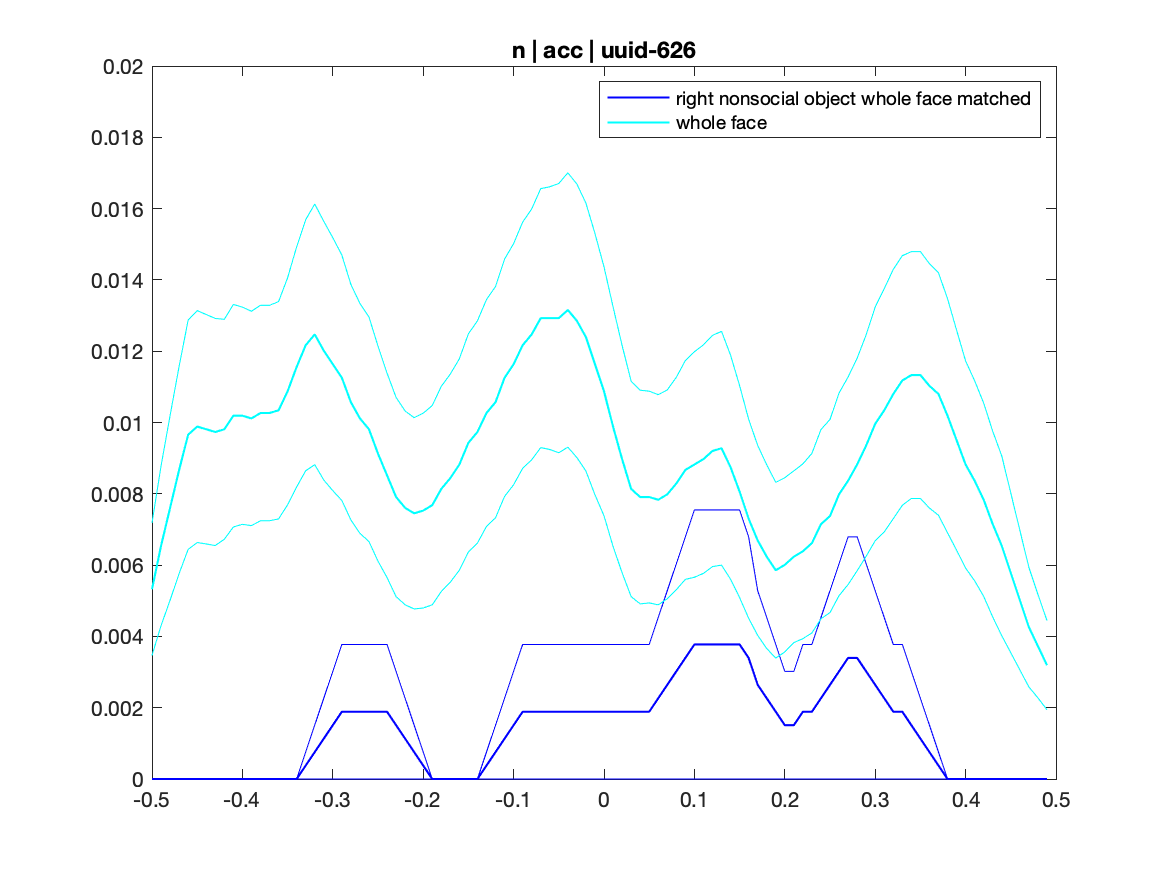 n | acc | uuid-626
0.02
0.018
0.016
0.014
0.012
0.01
0.008
0.006
0.004
0.002
0
right nonsocial object whole face matched
whole face
-0.5 -0.4 -0.3 -0.2 -0.1 0 0.1 0.2 0.3 0.4 0.5